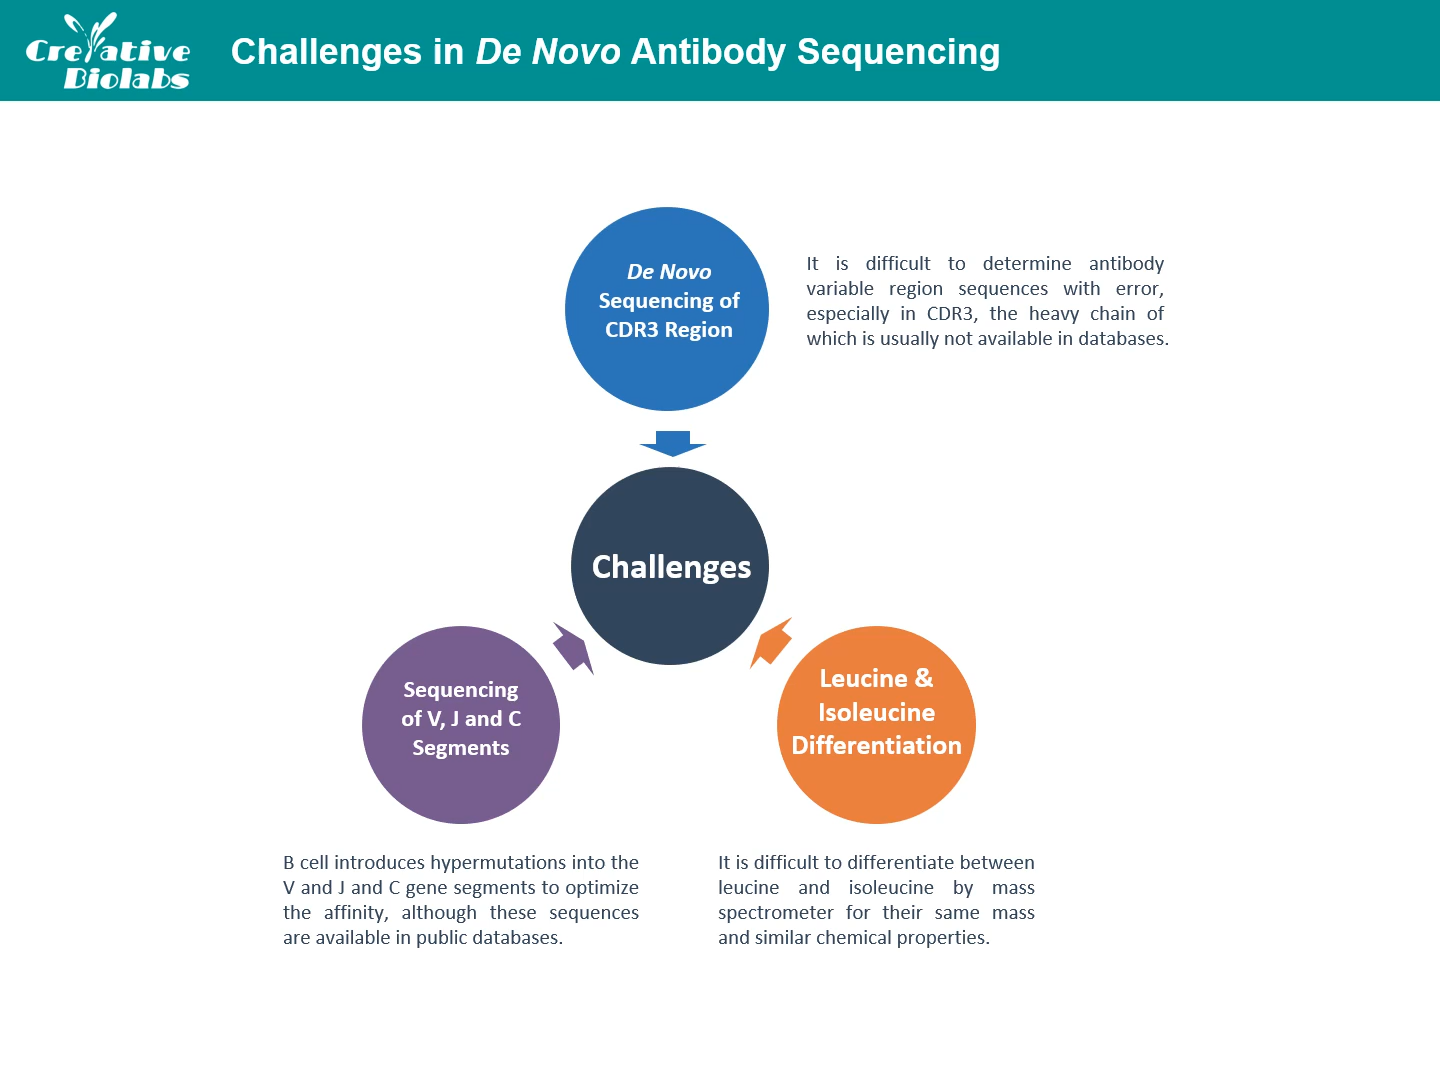 Creative
Biolabs
Challenges in De Novo Antibody Sequencing
De Novo
Sequencing of
CDR3 Region
It is difficult to determine antibody
variable region sequences with error,
especially in CDR3, the heavy chain of
which is usually not available in databases.
Challenges
Sequencing
of V, J and C
Segments
Leucine &
Isoleucine
Differentiation
B cell introduces hypermutations into the
V and J and C gene segments to optimize
the affinity, although these sequences
are available in public databases.
It is difficult to differentiate between
leucine and isoleucine by mass
spectrometer for their same mass
and similar chemical properties.